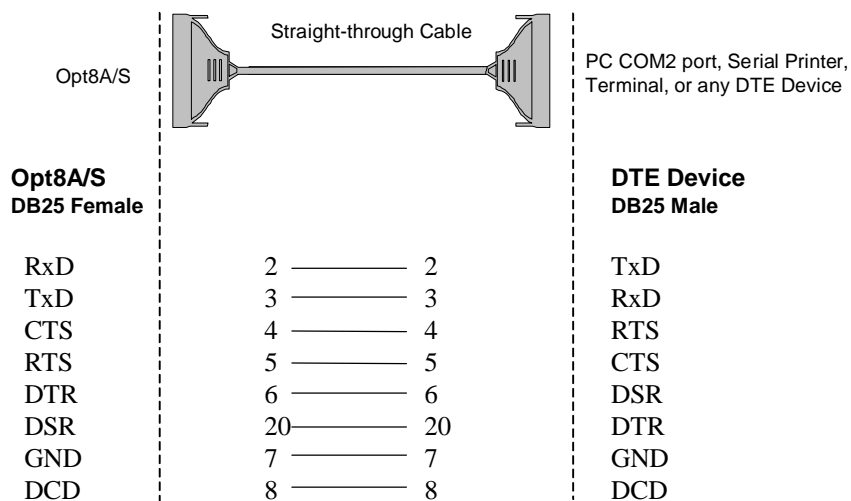 Straight-through Cable
Opt8A/S
PC COM2 port, Serial Printer,
Terminal, or any DTE Device
Opt8A/S DTE Device
DB25 Female DB25 Male
RxD 2 2 TxD
TxD 3 3 RxD
CTS 4 4 RTS
RTS 5 5 CTS
DTR 6 6 DSR
DSR 20 20 DTR
GND 7 7 GND
DCD 8 8 DCD